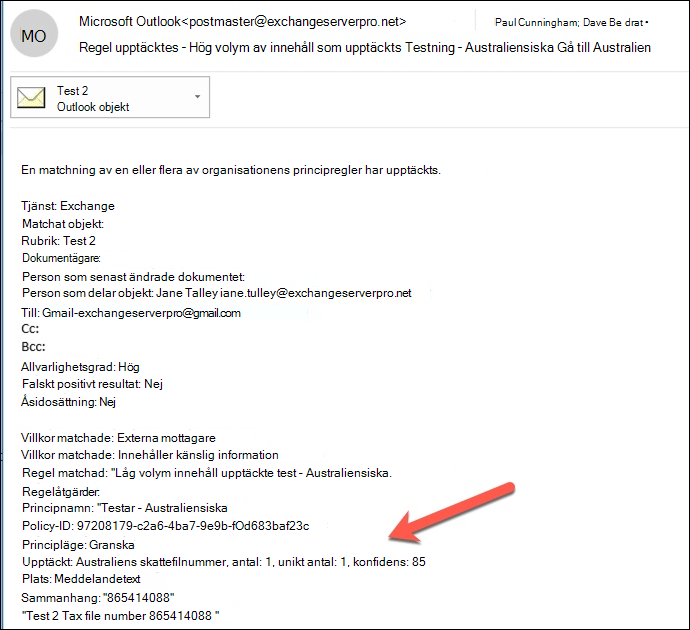 MO
Microsoft Outlook<postmaster@exchangeserverpro.net>
Paul Cunningham; Dave Be drat •
Regel upptäcktes - Hög volym av innehåll som upptäckts Testning - Australiensiska Gå till Australien
Test 2
Outlook objekt
En matchning av en eller flera av organisationens principregler har upptäckts.
Tjänst: Exchange
Matchat objekt:
Rubrik: Test 2
Dokumentägare:
Person som senast ändrade dokumentet:
Person som delar objekt: Jane Talley iane.tulley@exchangeserverpro.net
Till: Gmail-exchangeserverpro@gmail.com
Cc:
Bcc:
Allvarlighetsgrad: Hög
Falskt positivt resultat: Nej
Åsidosättning: Nej
Villkor matchade: Externa mottagare
Villkor matchade: Innehåller känslig information
Regel matchad: "Låg volym innehåll upptäckte test - Australiensiska.
Regelåtgärder.
Principnamn: "Testar - Australiensiska
Policy-ID: 97208179-c2a6-4ba7-9e9b-fOd683baf23c
Principläge: Granska
Upptäckt: Australiens skattefilnummer, antal: 1, unikt antal: 1, konfidens: 85
Plats: Meddelandetext
Sammanhang: "865414088"
"Test 2 Tax file number 865414088 "